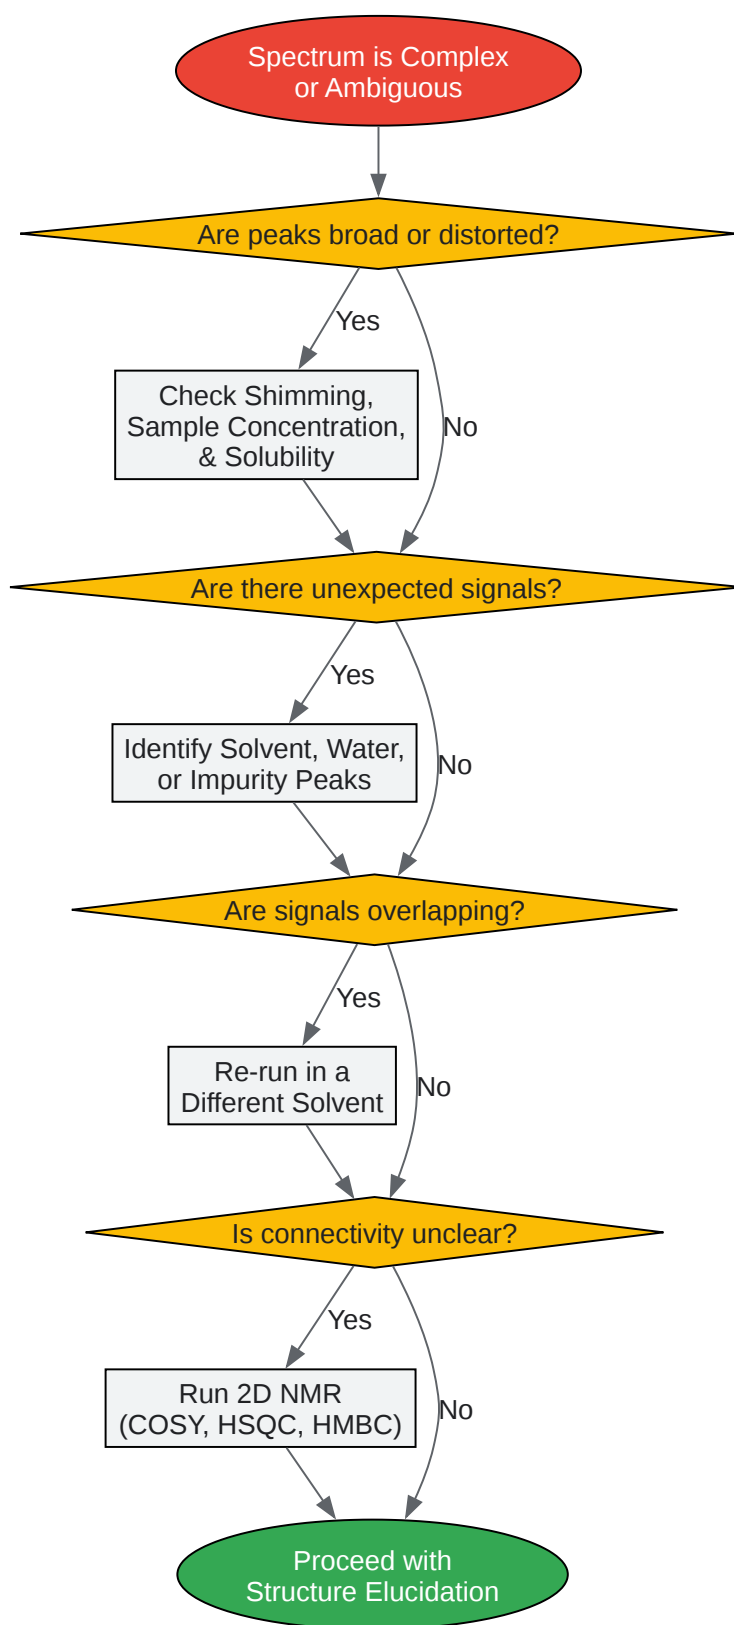 Spectrum is Complex
or Ambiguous
Are peaks broad or distorted?
Yes
Check Shimming,
Sample Concentration,
& Solubility
No
Are there unexpected signals?
Yes
Identify Solvent, Water,
or Impurity Peaks
No
Are signals overlapping?
Yes
Re-run in a
Different Solvent
No
Is connectivity unclear?
Yes
Run 2D NMR
(COSY, HSQC, HMBC)
No
Proceed with
Structure Elucidation